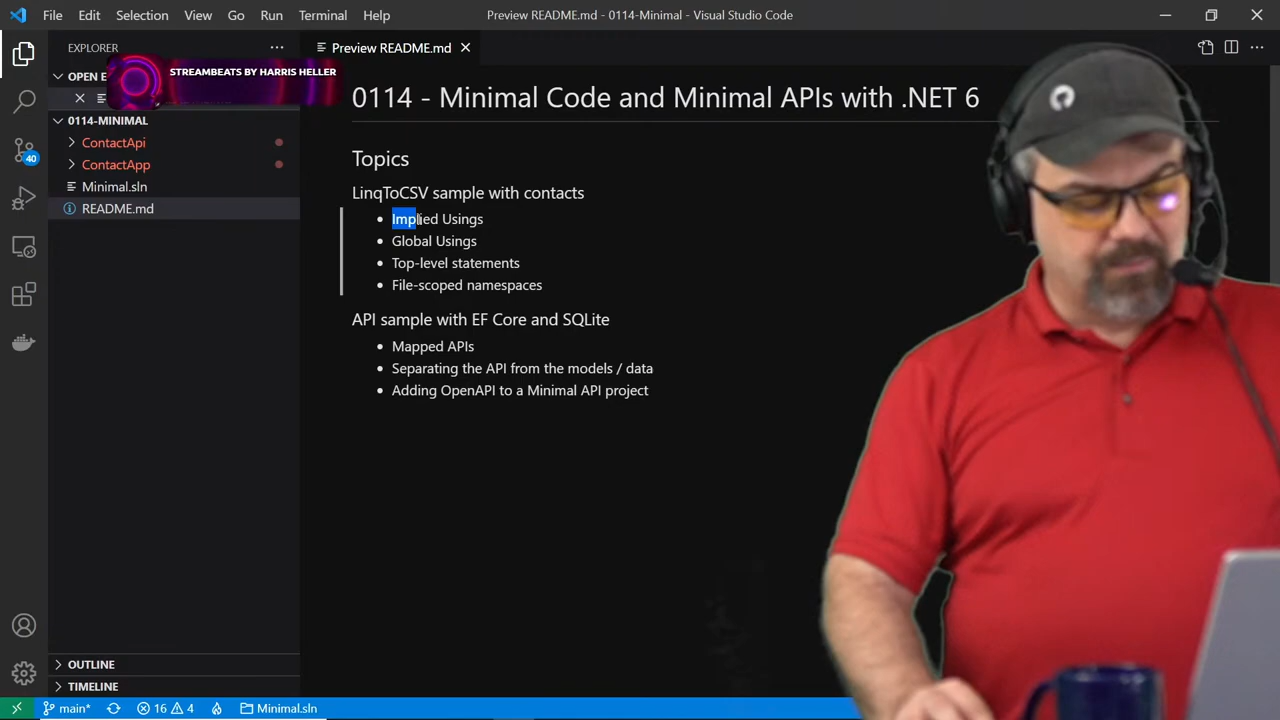 File Edit Selection View Go Run Terminal Help
Preview README.md - 0114-Minimal - Visual Studio Code
EXPLORER
Preview README.md
STREAMBEATS BY HARRIS HELLER
OPEN E
0114-MINIMAL
ContactApi
ContactApp
Minimal.sln
README.md
0114 - Minimal Code and Minimal APIs with .NET 6
Topics
LinqToCSV sample with contacts
Implied Usings
Global Usings
Top-level statements
File-scoped namespaces
API sample with EF Core and SQLite
Mapped APIs
Separating the API from the models / data
Adding OpenAPI to a Minimal API project
40
OUTLINE
TIMELINE
main* 16 4 Minimal.sln